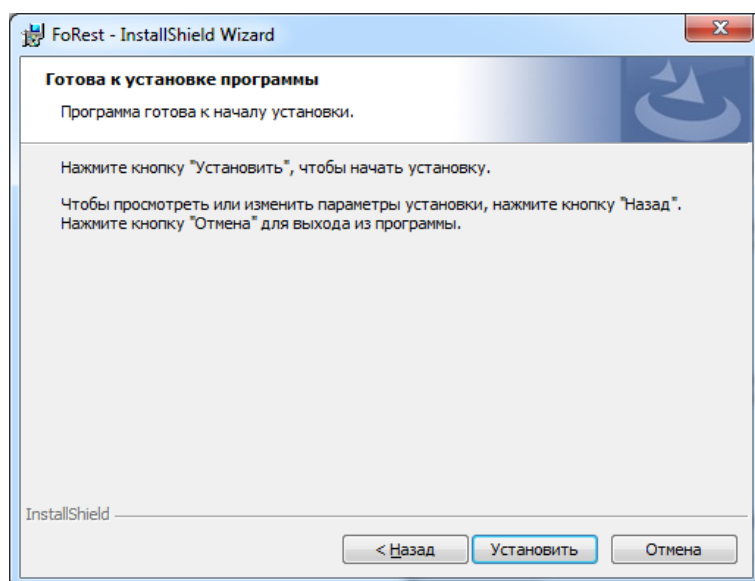 FoRest - InstallShield Wizard
Готова к установке программы
Программа готова к началу установки.
Нажмите кнопку "Установить", чтобы начать установку.
Чтобы просмотреть или изменить параметры установки, нажмите кнопку "Назад".
Нажмите кнопку "Отмена" для выхода из программы.
InstallShield
< Назад Установить Отмена